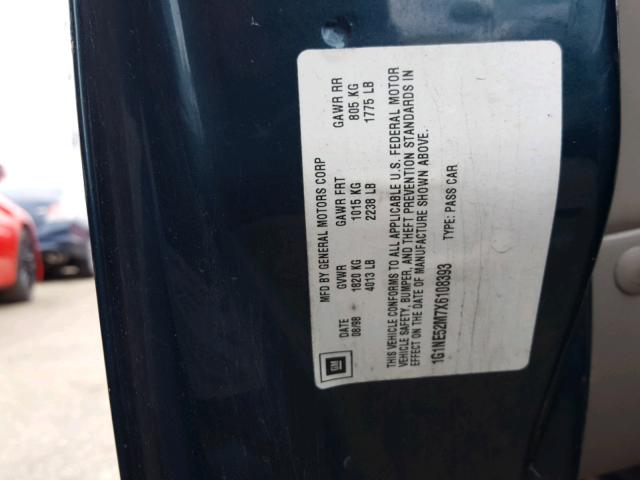 GM
MFD BY GENERAL MOTORS CORP
DATE GVWR GAWR FRT GAWR RR
08/98 1820 KG 1015 KG 805 KG
4013 LB 2238 LB 1775 LB
THIS VEHICLE CONFORMS TO ALL APPLICABLE U.S. FEDERAL MOTOR
VEHICLE SAFETY, BUMPER, AND THEFT PREVENTION STANDARDS IN
EFFECT ON THE DATE OF MANUFACTURE SHOWN ABOVE.
1G1NE52M7X6108393 TYPE: PASS CAR